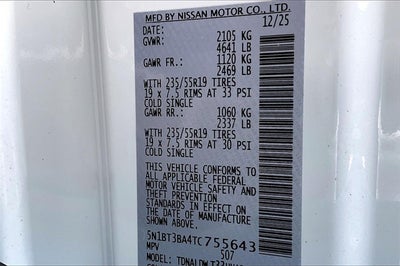 MFD BY NISSAN MOTOR CO., LTD.
DATE: 12/25
GVWR: 2105 KG
4641 LB
GAWR FR.: 1120 KG
2469 LB
WITH 235/55R19 TIRES
19 x 7.5 RIMS AT 33 PSI
COLD SINGLE
GAWR RR.: 1060 KG
2337 LB
WITH 235/55R19 TIRES
19 x 7.5 RIMS AT 30 PSI
COLD SINGLE
THIS VEHICLE CONFORMS TO
ALL APPLICABLE FEDERAL
MOTOR VEHICLE SAFETY AND
STANDARDS IN EFFECT ON
THE DATE OF MANUFACTURE
SHOWN ABOVE.
5N1BT3BA4TC755643
MPV 507
MODEL: